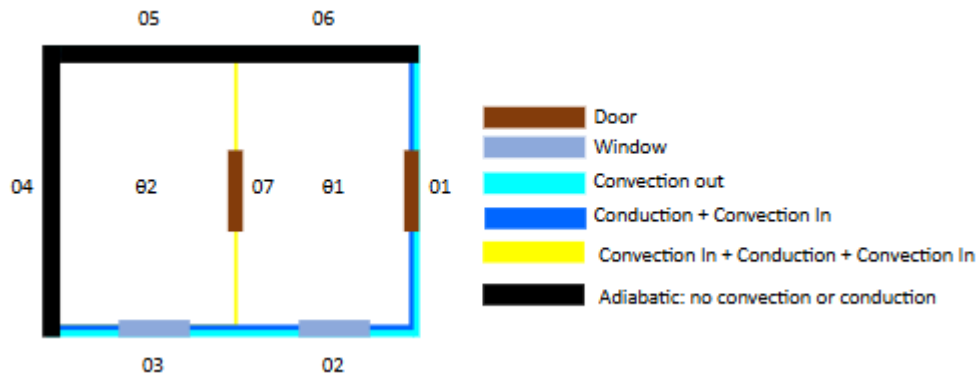 05 06
04 θ2 07 θ1 01
03 02
Door
Window
Convection out
Conduction + Convection In
Convection In + Conduction + Convection In
Adiabatic: no convection or conduction